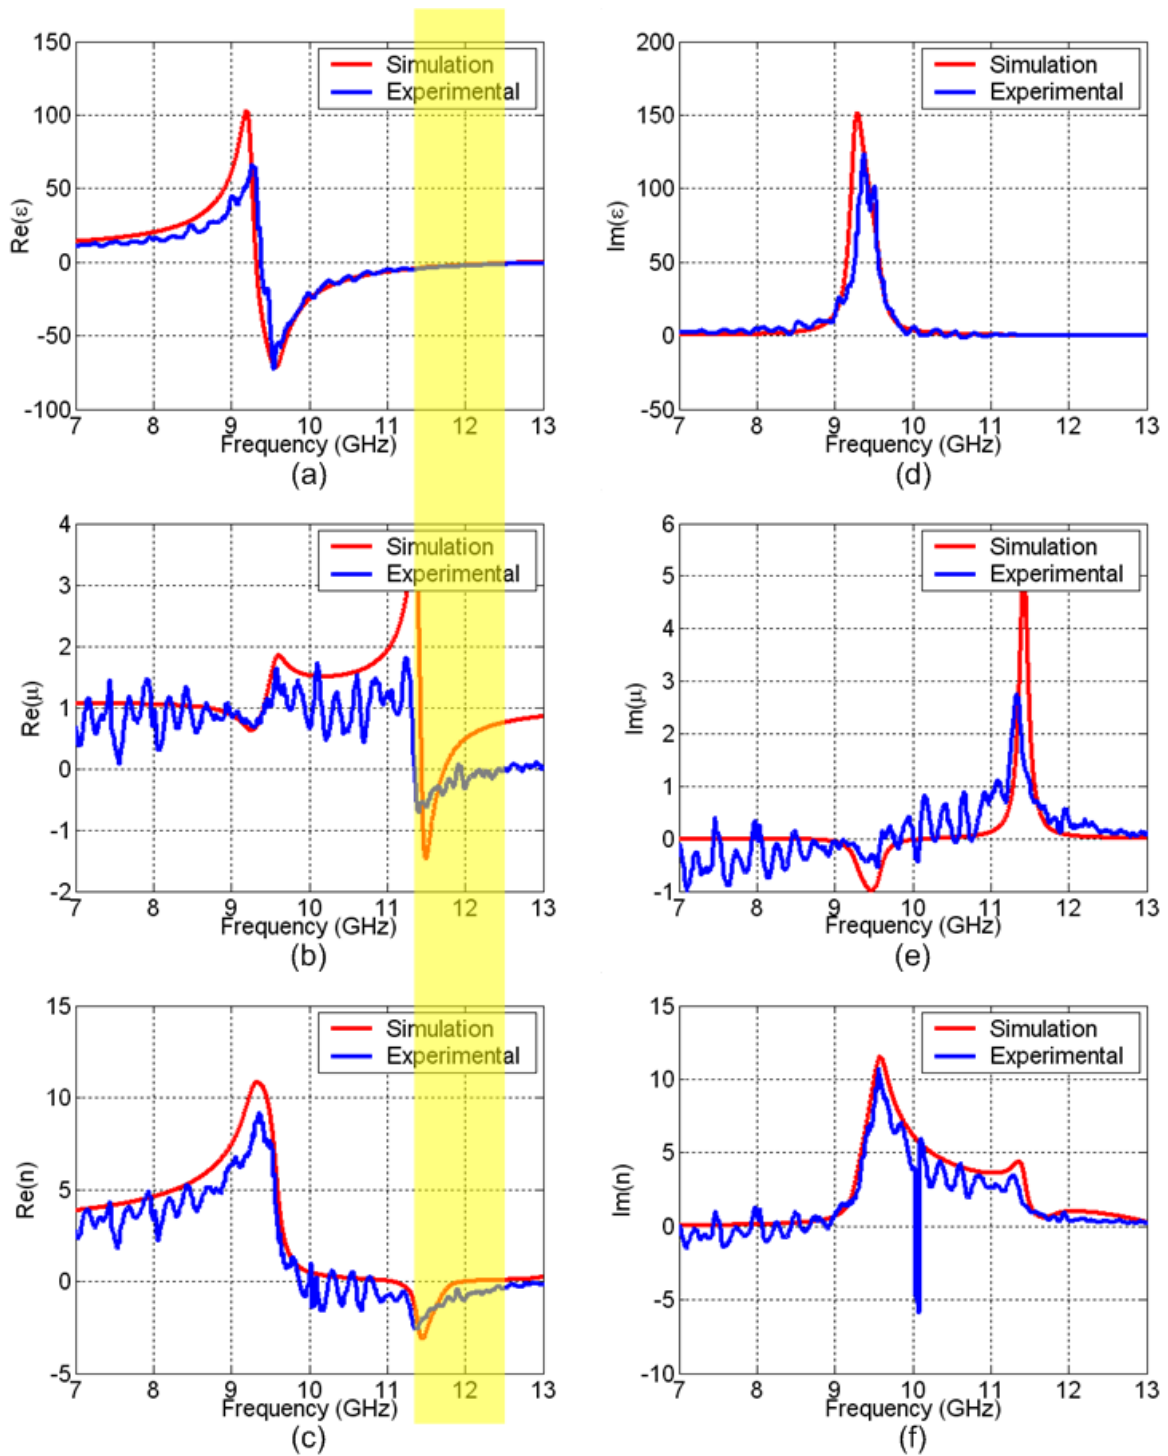 150
100
50
0
-50
-100
Re(ε)
Simulation
Experimental
7 8 9 10 11 12 13
Frequency (GHz)
(a)
200
150
100
50
0
-50
Im(ε)
Simulation
Experimental
7 8 9 10 11 12 13
Frequency (GHz)
(d)
4
3
2
1
0
-1
-2
Re(μ)
Simulation
Experimental
7 8 9 10 11 12 13
Frequency (GHz)
(b)
6
5
4
3
2
1
0
-1
Im(μ)
Simulation
Experimental
7 8 9 10 11 12 13
Frequency (GHz)
(e)
15
10
5
0
-5
Re(n)
Simulation
Experimental
7 8 9 10 11 12 13
Frequency (GHz)
(c)
15
10
5
0
-5
-10
Im(n)
Simulation
Experimental
7 8 9 10 11 12 13
Frequency (GHz)
(f)